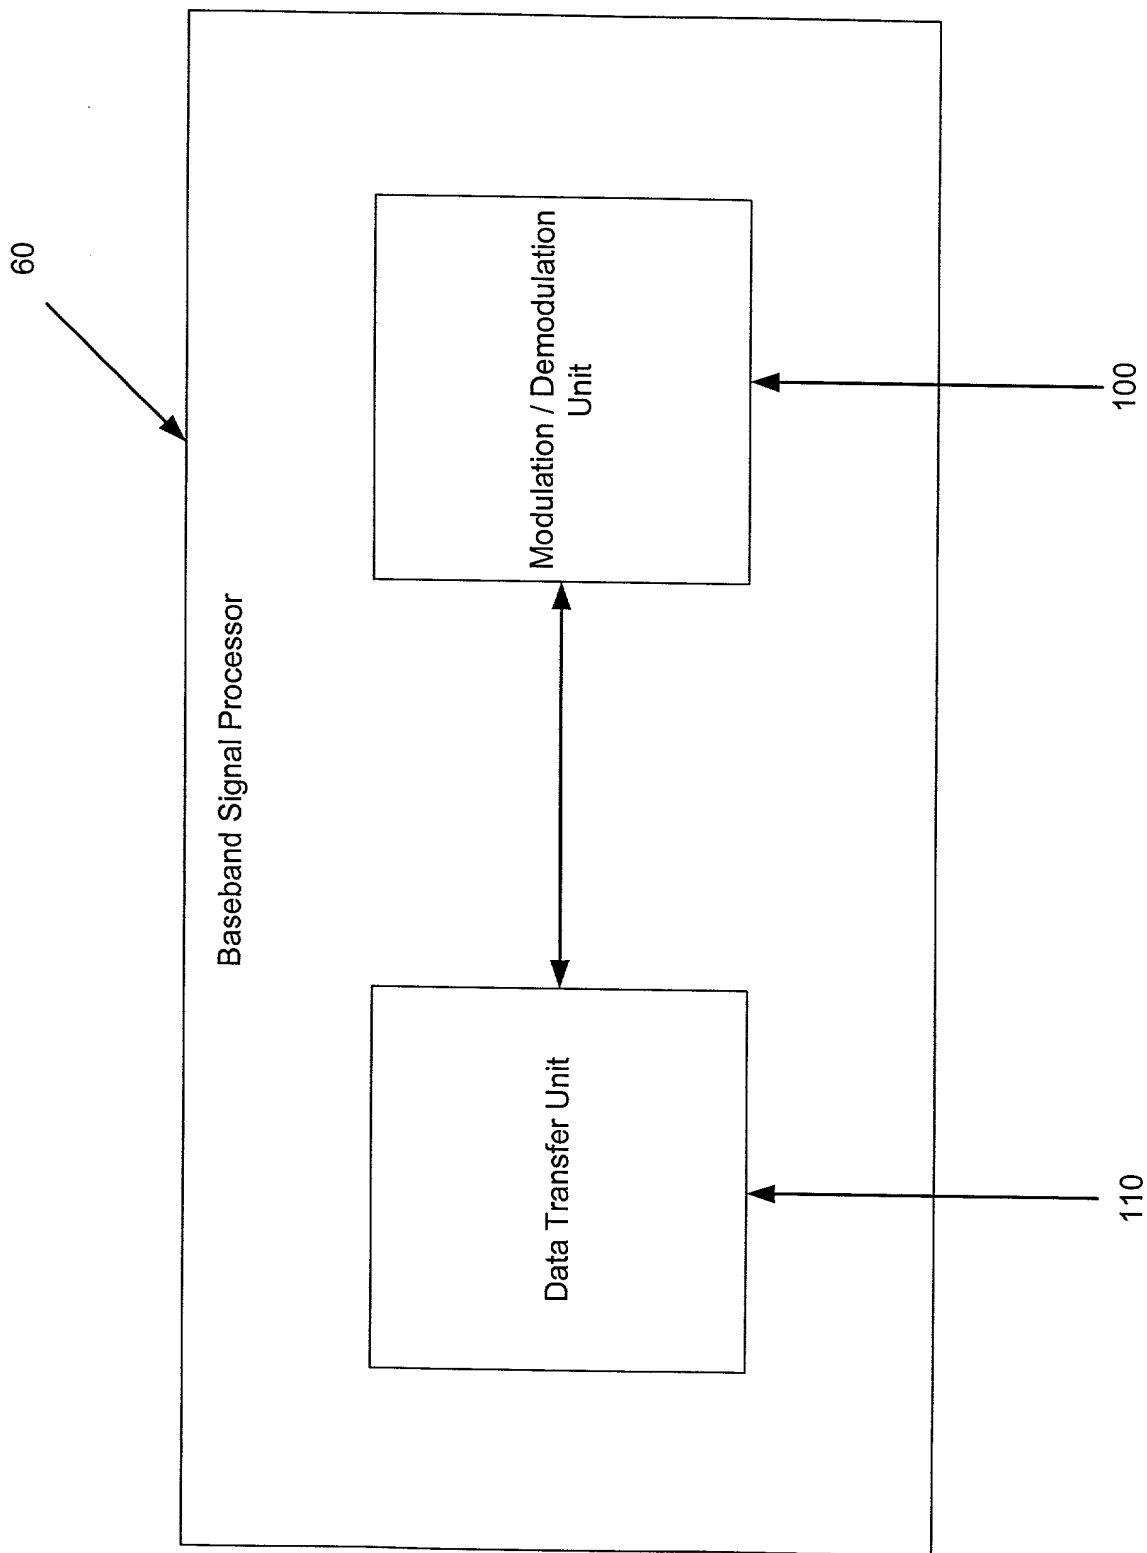 60
Baseband Signal Processor
Data Transfer Unit
Modulation / Demodulation
Unit
110
100